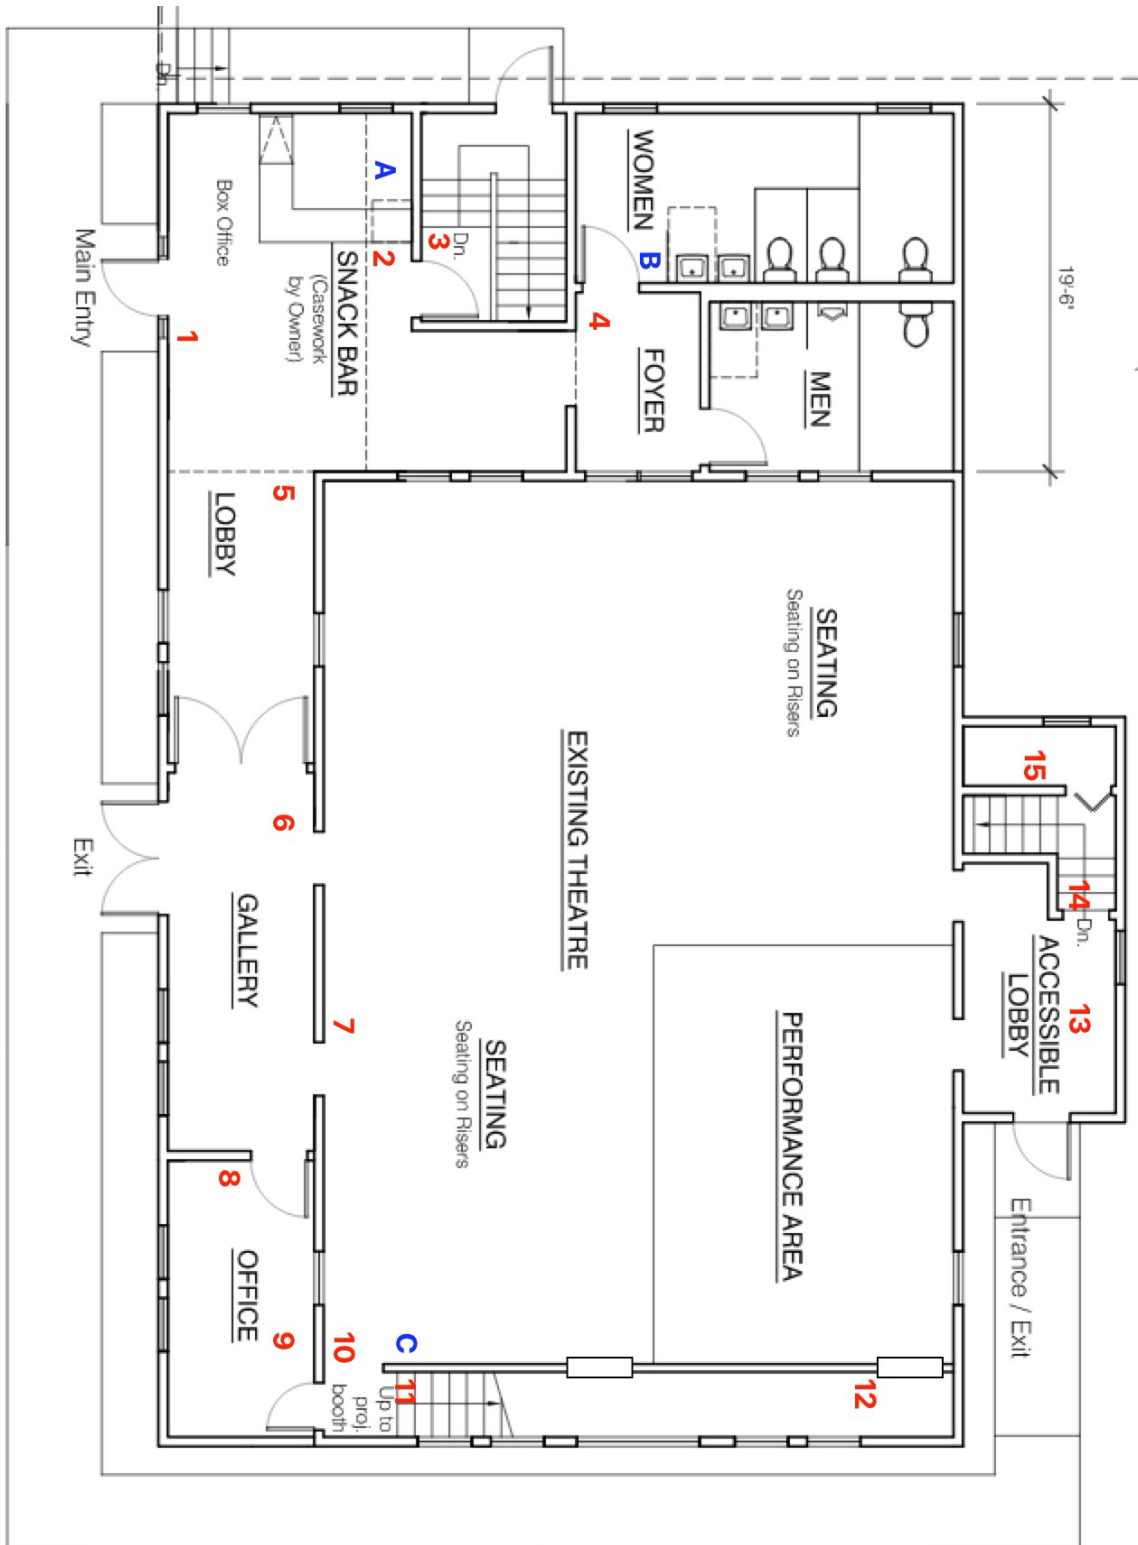 Dn
WOMEN
A
Box Office
Main Entry
SNACK BAR
(Casework
by Owner)
Dn.
3
2
1
B
4
FOYER
MEN
19'-6"
5
LOBBY
SEATING
Seating on Risers
EXISTING THEATRE
6
Exit
GALLERY
7
15
14
Dn.
13
ACCESSIBLE
LOBBY
PERFORMANCE AREA
SEATING
Seating on Risers
8
OFFICE
9
10
C
11
Up to
proj.
booth
12
Entrance / Exit